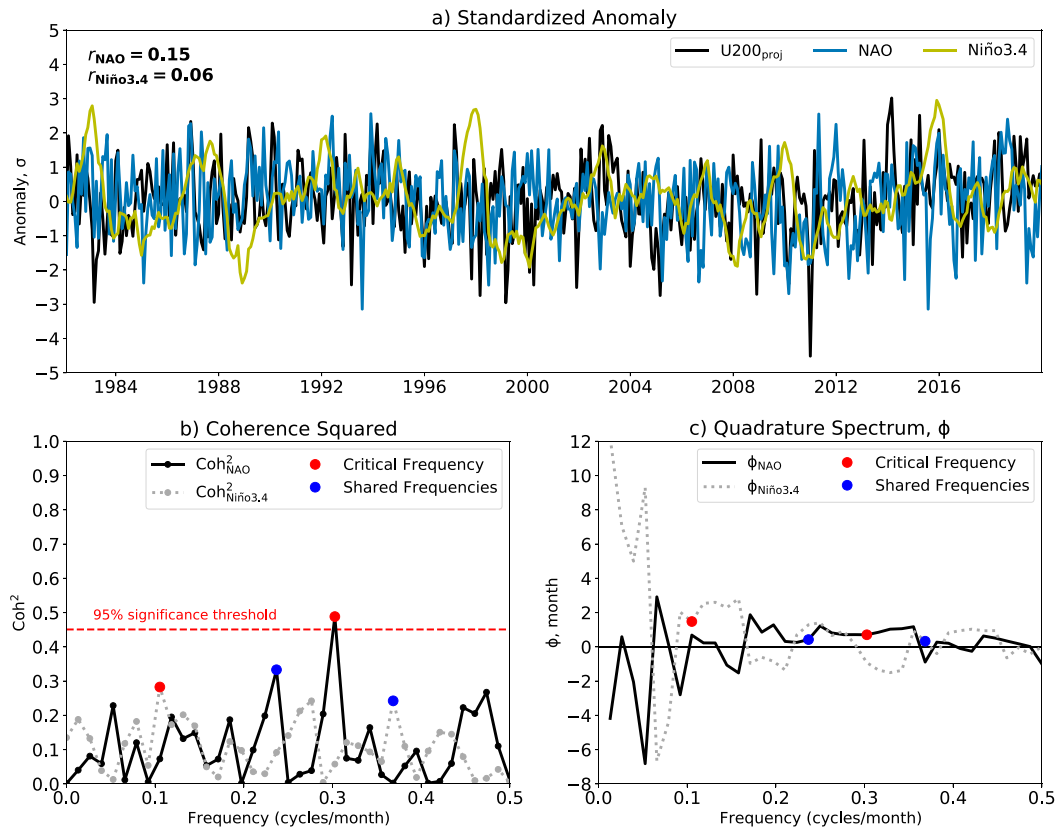 a) Standardized Anomaly
r_NAO = 0.15
r_Niño3.4 = 0.06
U200_proj NAO Niño3.4
5
4
3
2
1
0
−1
−2
−3
−4
−5
Anomaly, σ
1984 1988 1992 1996 2000 2004 2008 2012 2016
b) Coherence Squared
Coh²_NAO Critical Frequency
Coh²_Niño3.4 Shared Frequencies
95% significance threshold
1.0
0.9
0.8
0.7
0.6
0.5
0.4
0.3
0.2
0.1
0.0
Coh²
0.0 0.1 0.2 0.3 0.4 0.5
Frequency (cycles/month)
c) Quadrature Spectrum, ϕ
ϕ_NAO Critical Frequency
ϕ_Niño3.4 Shared Frequencies
12
10
8
6
4
2
0
−2
−4
−6
−8
ϕ, month
0.0 0.1 0.2 0.3 0.4 0.5
Frequency (cycles/month)